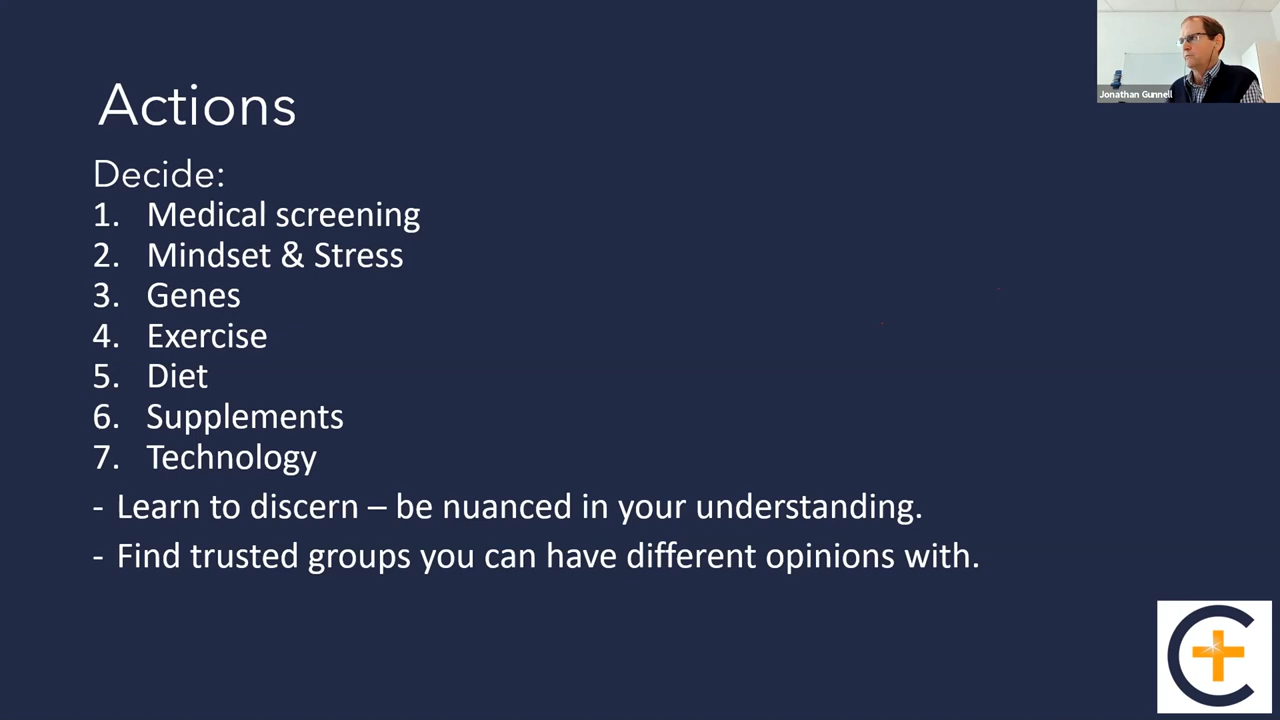 Jonathan Gunnell
Actions
Decide:
1. Medical screening
2. Mindset & Stress
3. Genes
4. Exercise
5. Diet
6. Supplements
7. Technology
- Learn to discern – be nuanced in your understanding.
- Find trusted groups you can have different opinions with.